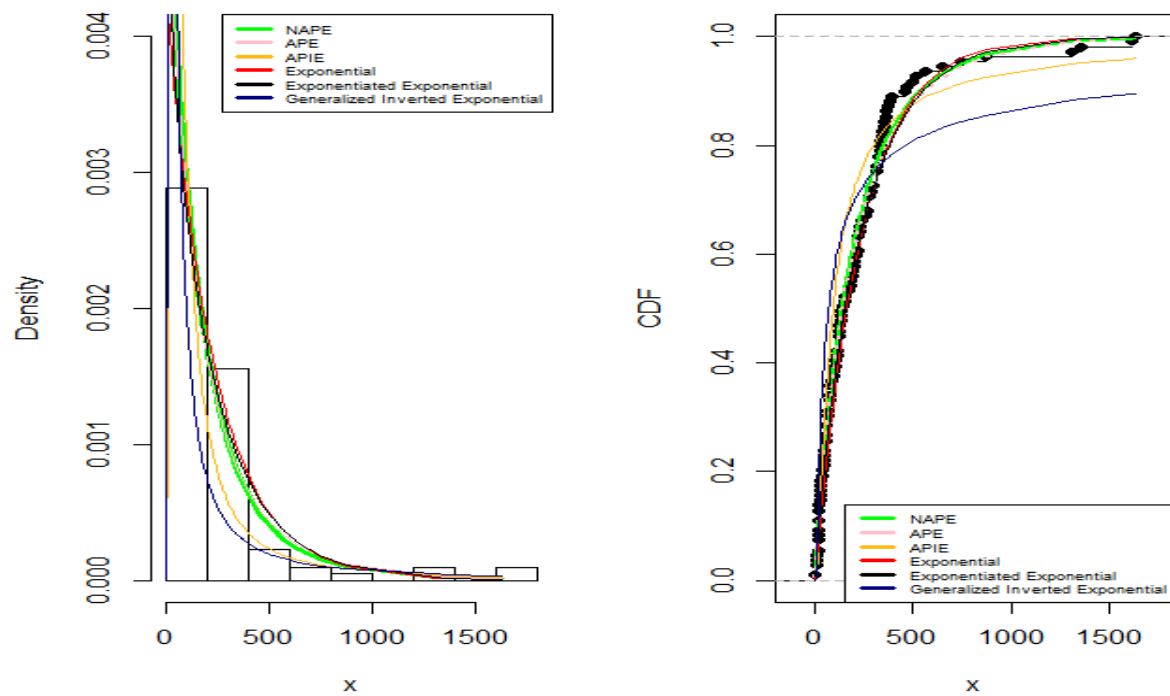 NAPE
APE
APIE
Exponential
Exponentiated Exponential
Generalized Inverted Exponential
Density
0.004
0.003
0.002
0.001
0.000
0 500 1000 1500
x
CDF
1.0
0.8
0.6
0.4
0.2
0.0
NAPE
APE
APIE
Exponential
Exponentiated Exponential
Generalized Inverted Exponential
0 500 1000 1500
x